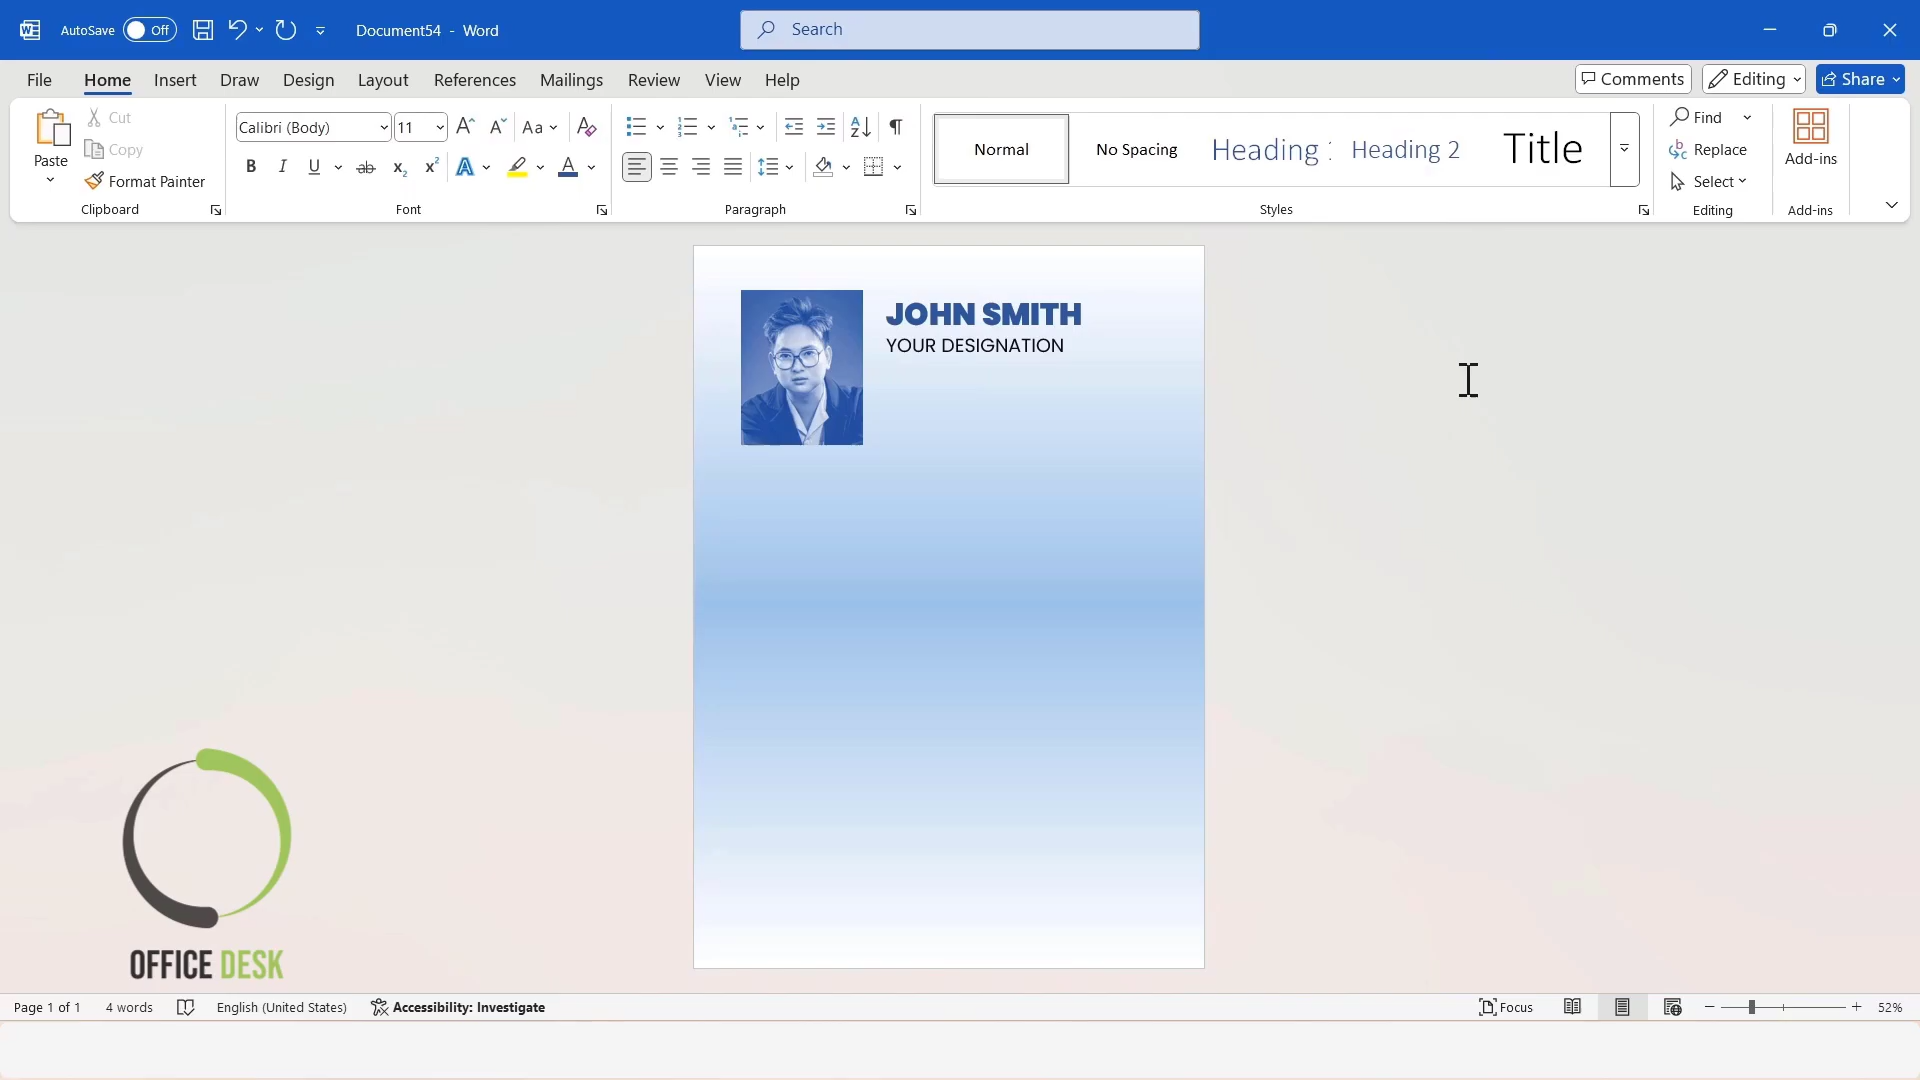 AutoSave Off Document54 - Word Search
File Home Insert Draw Design Layout References Mailings Review View Help Comments Editing Share
Paste Cut Copy Format Painter Clipboard
Calibri (Body) 11 Font
Paragraph
Normal No Spacing Heading Heading 2 Title Styles
Find Replace Select Editing
Add-ins Add-ins
JOHN SMITH
YOUR DESIGNATION
OFFICE DESK
Page 1 of 1 4 words English (United States) Accessibility: Investigate Focus 52%